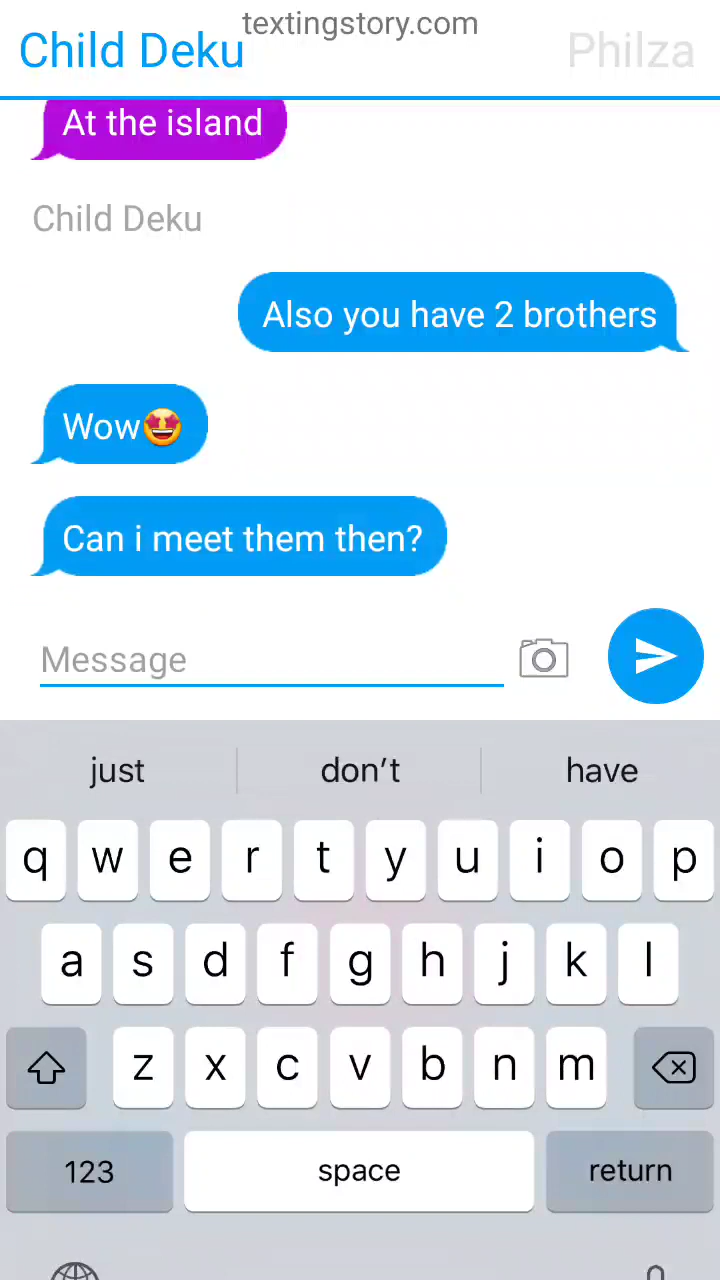 textingstory.com
Child Deku
Philza
At the island
Child Deku
Also you have 2 brothers
Wow🤩
Can i meet them then?
Message
just don't have
q w e r t y u i o p
a s d f g h j k l
z x c v b n m
123 space return